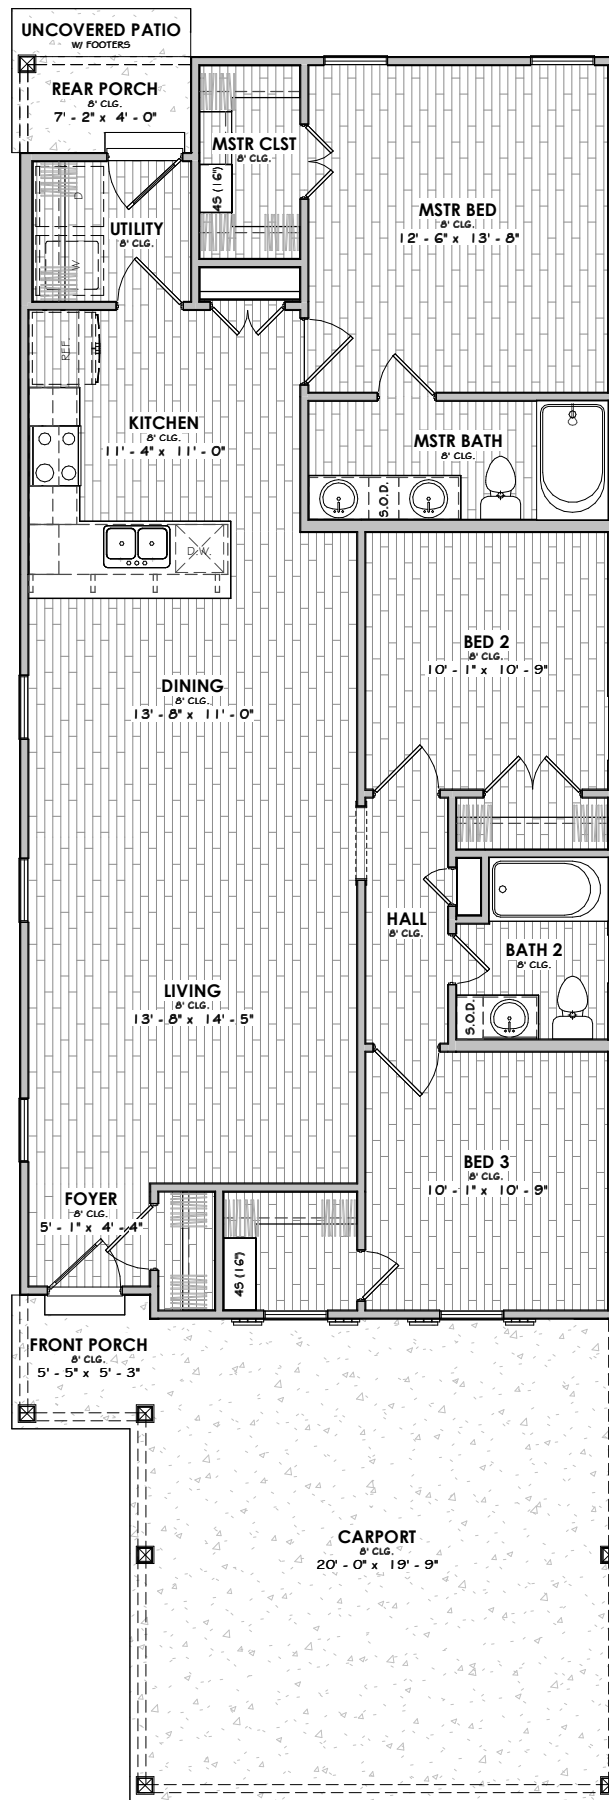 UNCOVERED PATIO
W/ FOOTERS
REAR PORCH
8' CLG.
7' - 2" x 4' - 0"
MSTR CLST
8' CLG.
4S (16")
D
UTILITY
8' CLG.
W
MSTR BED
8' CLG.
12' - 6" x 13' - 8"
REF.
KITCHEN
8' CLG.
11' - 4" x 11' - 0"
MSTR BATH
8' CLG.
S.O.D.
D.W.
BED 2
8' CLG.
10' - 1" x 10' - 9"
DINING
8' CLG.
13' - 8" x 11' - 0"
HALL
8' CLG.
BATH 2
8' CLG.
S.O.D.
LIVING
8' CLG.
13' - 8" x 14' - 5"
BED 3
8' CLG.
10' - 1" x 10' - 9"
FOYER
8' CLG.
5' - 1" x 4' - 4"
4S (16")
FRONT PORCH
8' CLG.
5' - 5" x 5' - 3"
CARPORT
8' CLG.
20' - 0" x 19' - 9"